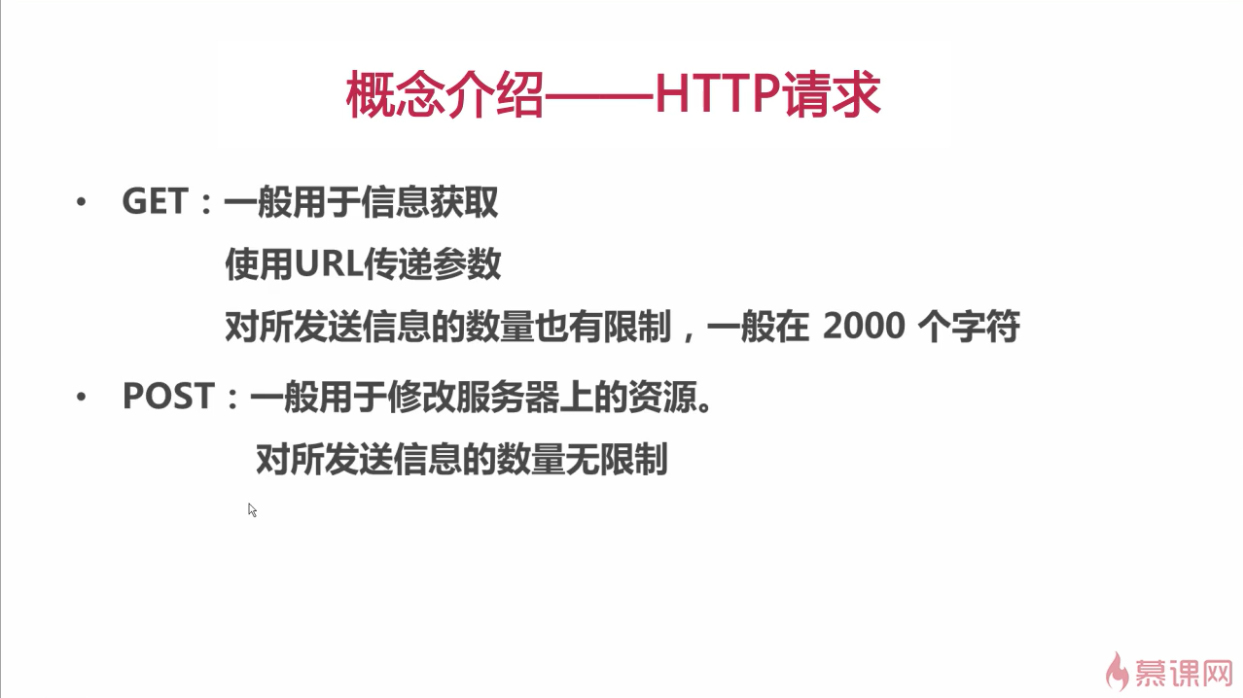 概念介绍——HTTP请求
• GET：一般用于信息获取
使用URL传递参数
对所发送信息的数量也有限制，一般在 2000 个字符
• POST：一般用于修改服务器上的资源。
对所发送信息的数量无限制
慕课网